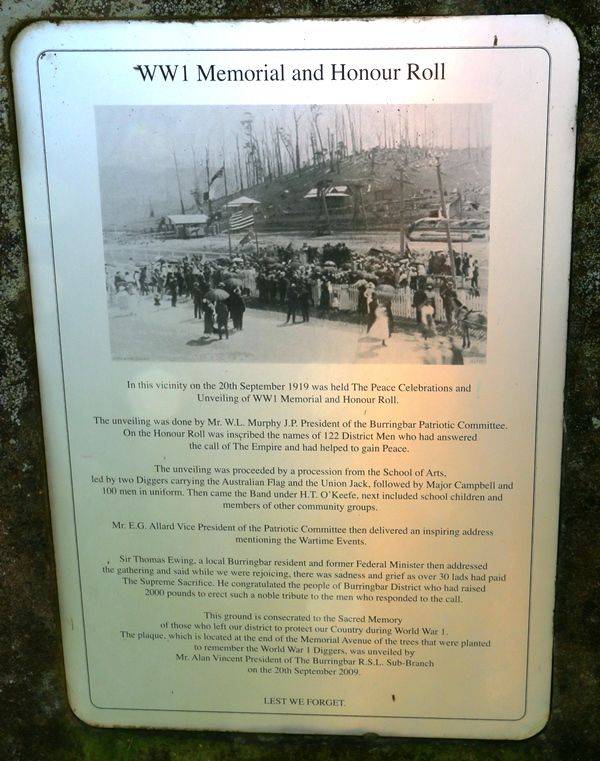 WW1 Memorial and Honour Roll
In this vicinity on the 20th September 1919 was held The Peace Celebrations and
Unveiling of WW1 Memorial and Honour Roll.
The unveiling was done by Mr. W.L. Murphy J.P. President of the Burringbar Patriotic Committee.
On the Honour Roll was inscribed the names of 122 District Men who had answered
the call of The Empire and had helped to gain Peace.
The unveiling was proceeded by a procession from the School of Arts,
led by two Diggers carrying the Australian Flag and the Union Jack, followed by Major Campbell and
100 men in uniform. Then came the Band under H.T. O'Keefe, next included school children and
members of other community groups.
Mr. E.G. Allard Vice President of the Patriotic Committee then delivered an inspiring address
mentioning the Wartime Events.
Sir Thomas Ewing, a local Burringbar resident and former Federal Minister then addressed
the gathering and said while we were rejoicing, there was sadness and grief as over 30 lads had paid
The Supreme Sacrifice. He congratulated the people of Burringbar District who had raised
2000 pounds to erect such a noble tribute to the men who responded to the call.
This ground is consecrated to the Sacred Memory
of those who left our district to protect our Country during World War 1.
The plaque, which is located at the end of the Memorial Avenue of the trees that were planted
to remember the World War 1 Diggers, was unveiled by
Mr. Alan Vincent President of The Burringbar R.S.L. Sub-Branch
on the 20th September 2009.
LEST WE FORGET.